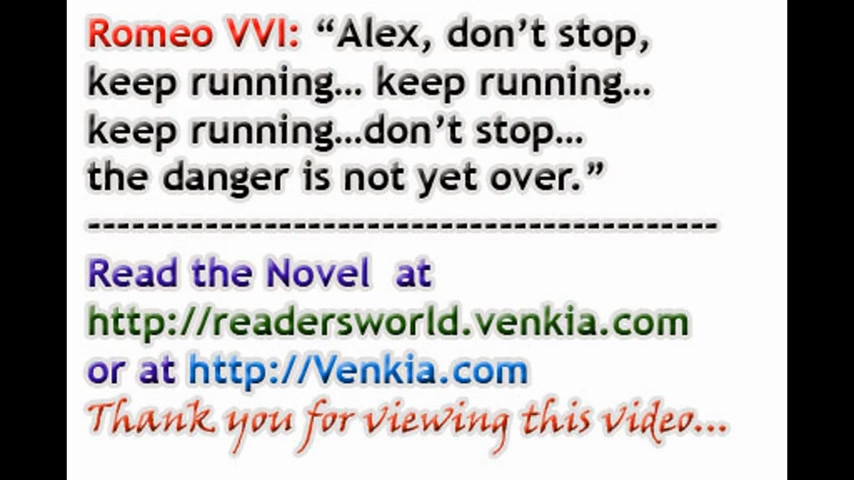 Romeo VVI: “Alex, don’t stop,
keep running... keep running...
keep running...don’t stop...
the danger is not yet over.”
-------------------------------------------
Read the Novel at
http://readersworld.venkia.com
or at http://Venkia.com
Thank you for viewing this video...